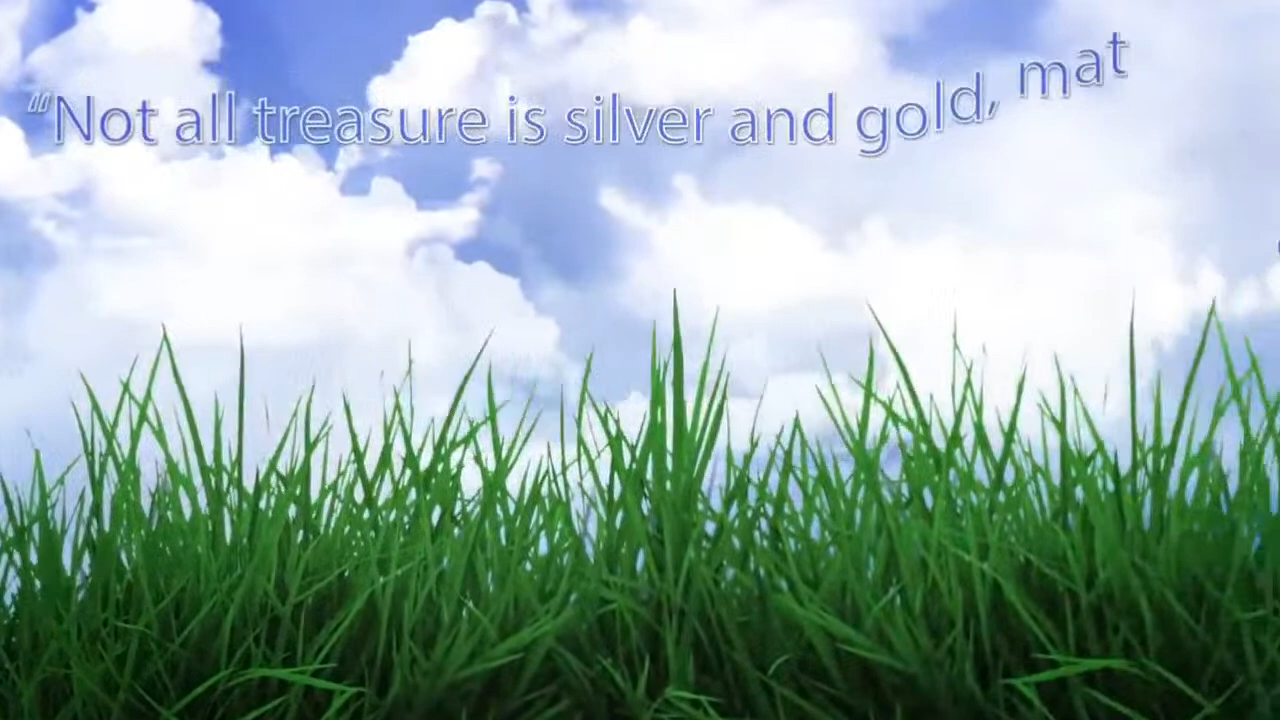 “Not all treasure is silver and gold, mat